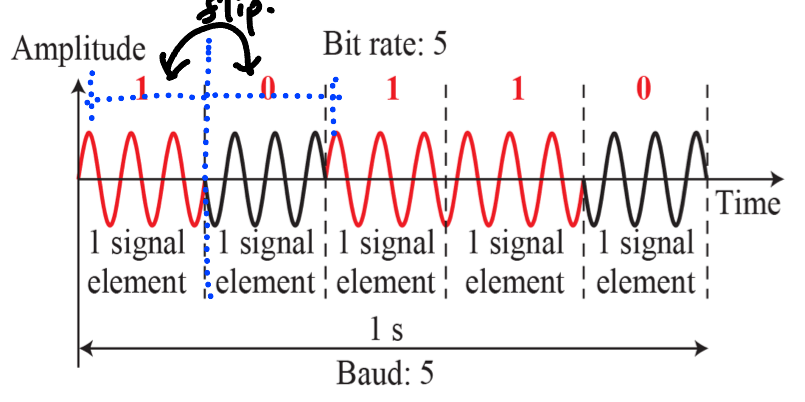 flip.
Amplitude
Bit rate: 5
1 0 1 1 0
Time
1 signal element
1 signal element
1 signal element
1 signal element
1 signal element
1 s
Baud: 5